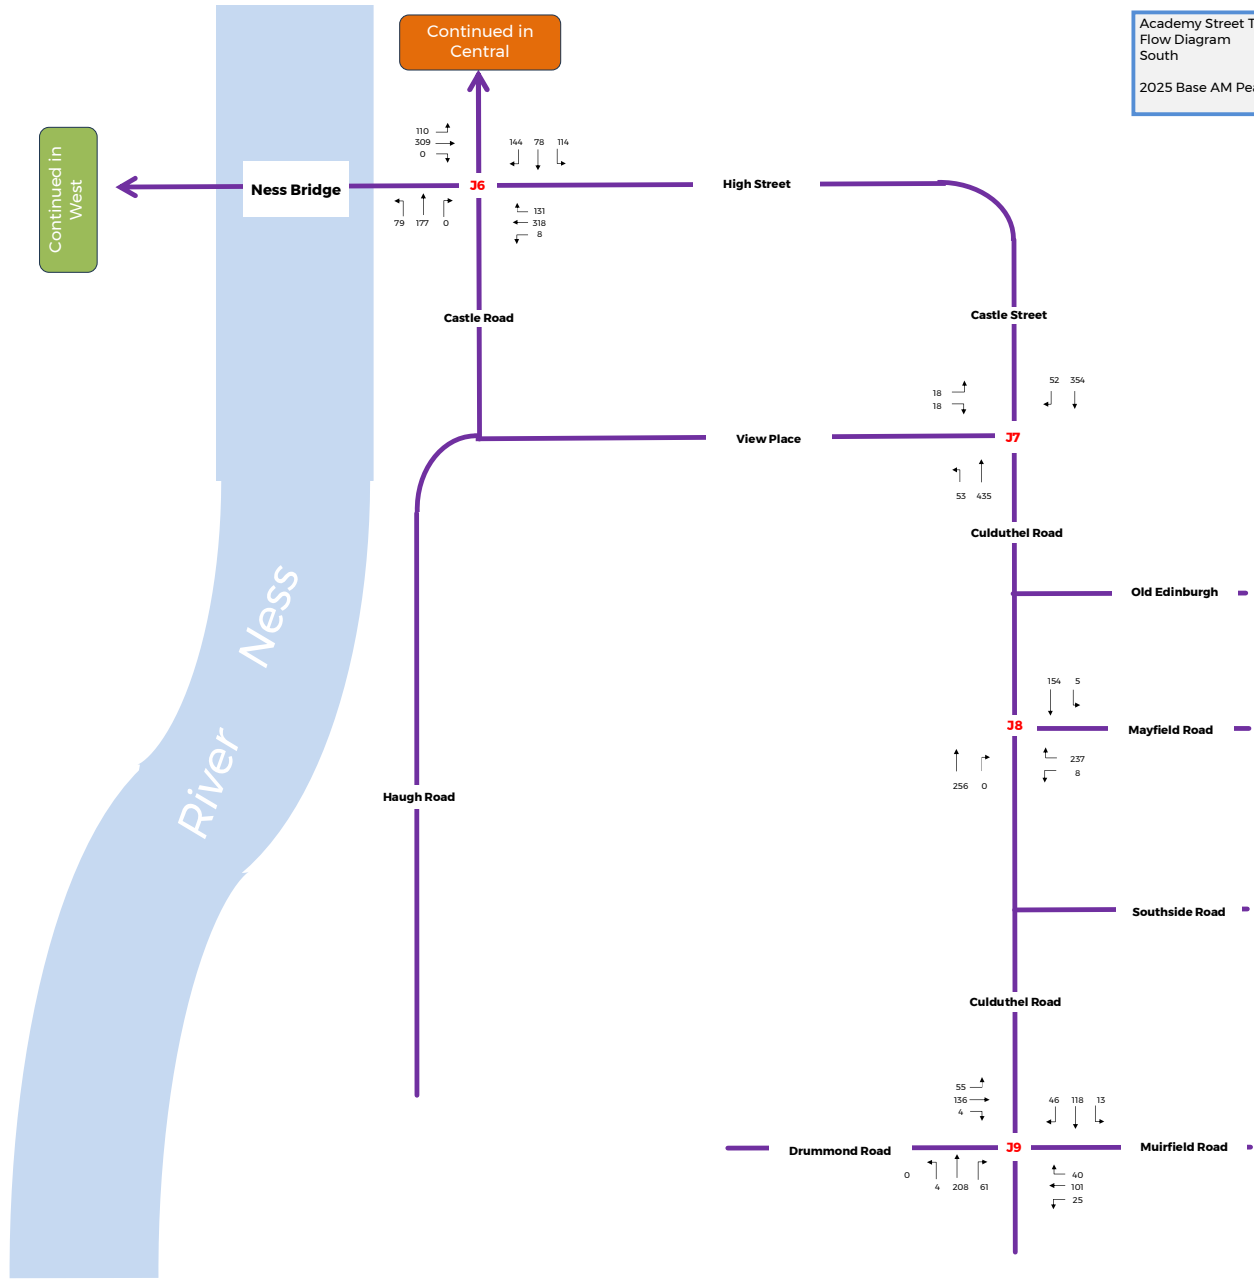 Continued in
Central
Academy Street T
Flow Diagram
South
2025 Base AM Pea
Continued in
West
110
309
0
144 78 114
Ness Bridge
J6
High Street
79 177 0
131
318
8
Castle Road
Castle Street
18
18
52 354
View Place
J7
53 435
Culduthel Road
Old Edinburgh
River Ness
154 5
J8
Mayfield Road
256 0
237
8
Haugh Road
Southside Road
Culduthel Road
55
136
4
46 118 13
Drummond Road
J9
Muirfield Road
0
4 208 61
40
101
25